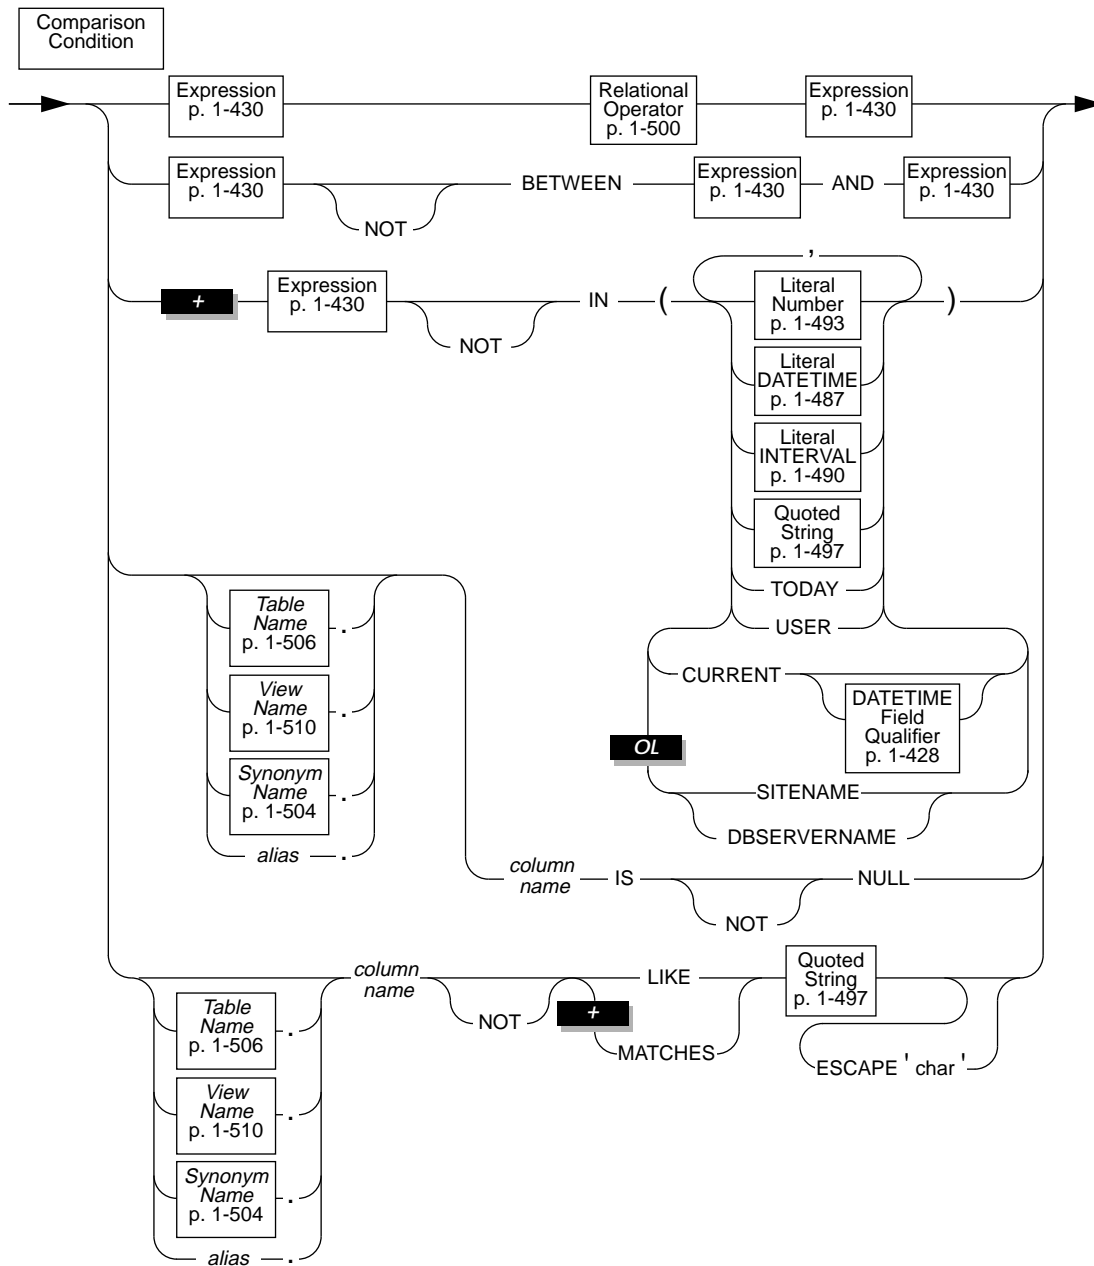 Comparison
Condition
Expression
p. 1-430
Relational
Operator
p. 1-500
Expression
p. 1-430
Expression
p. 1-430
NOT
BETWEEN
Expression
p. 1-430
AND
Expression
p. 1-430
+
Expression
p. 1-430
NOT
IN
(
,
Literal
Number
p. 1-493
)
Literal
DATETIME
p. 1-487
Literal
INTERVAL
p. 1-490
Quoted
String
p. 1-497
TODAY
USER
CURRENT
DATETIME
Field
Qualifier
p. 1-428
OL
SITENAME
DBSERVERNAME
Table
Name
p. 1-506
.
View
Name
p. 1-510
.
Synonym
Name
p. 1-504
.
alias .
column
name
IS
NOT
NULL
Table
Name
p. 1-506
.
View
Name
p. 1-510
.
Synonym
Name
p. 1-504
.
alias .
column
name
NOT
LIKE
+
MATCHES
Quoted
String
p. 1-497
ESCAPE ' char '